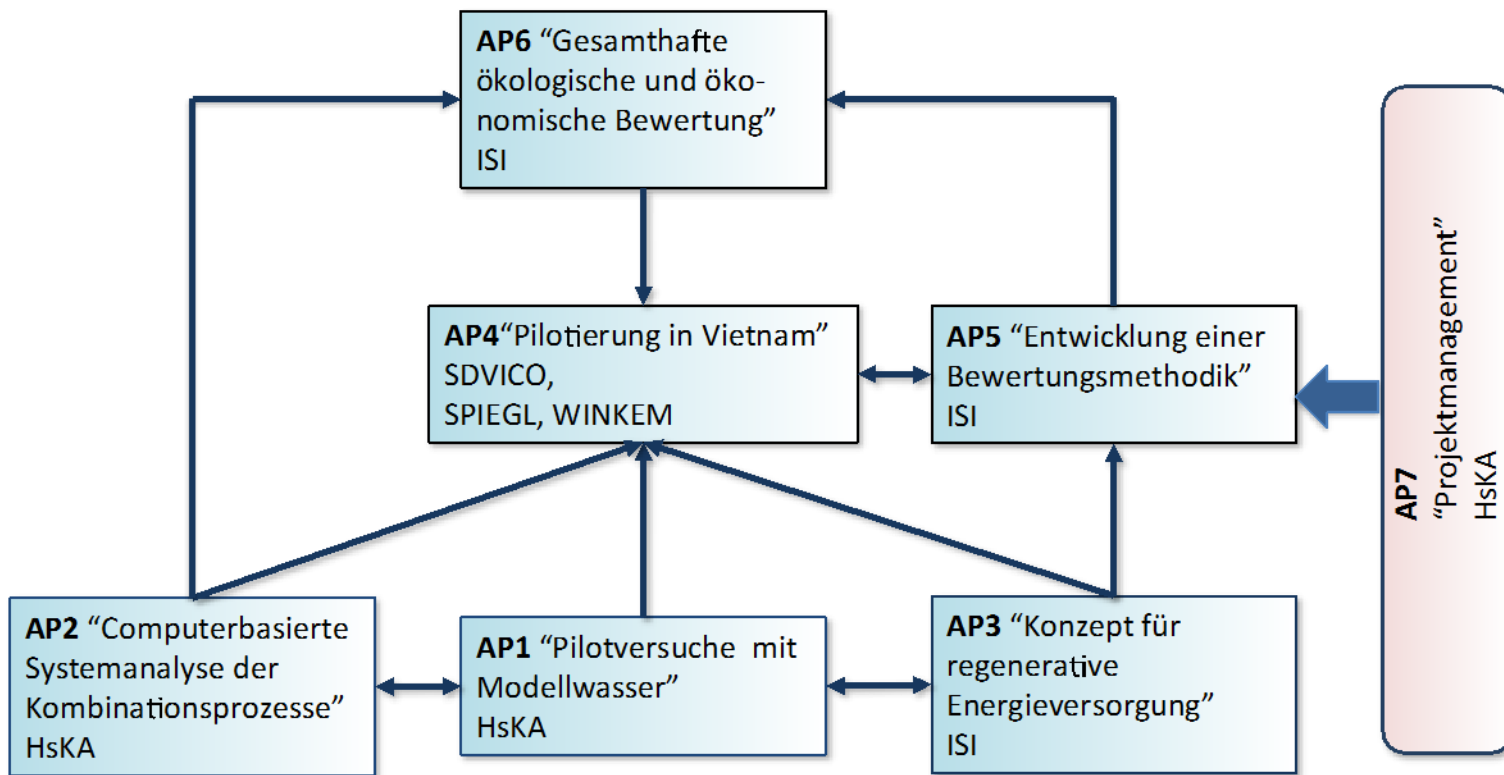 AP6 “Gesamthafte
ökologische und öko-
nomische Bewertung”
ISI
AP4“Pilotierung in Vietnam”
SDVICO,
SPIEGL, WINKEM
AP5 “Entwicklung einer
Bewertungsmethodik”
ISI
AP7
“Projektmanagement”
HsKA
AP2 “Computerbasierte
Systemanalyse der
Kombinationsprozesse”
HsKA
AP1 “Pilotversuche mit
Modellwasser”
HsKA
AP3 “Konzept für
regenerative
Energieversorgung”
ISI